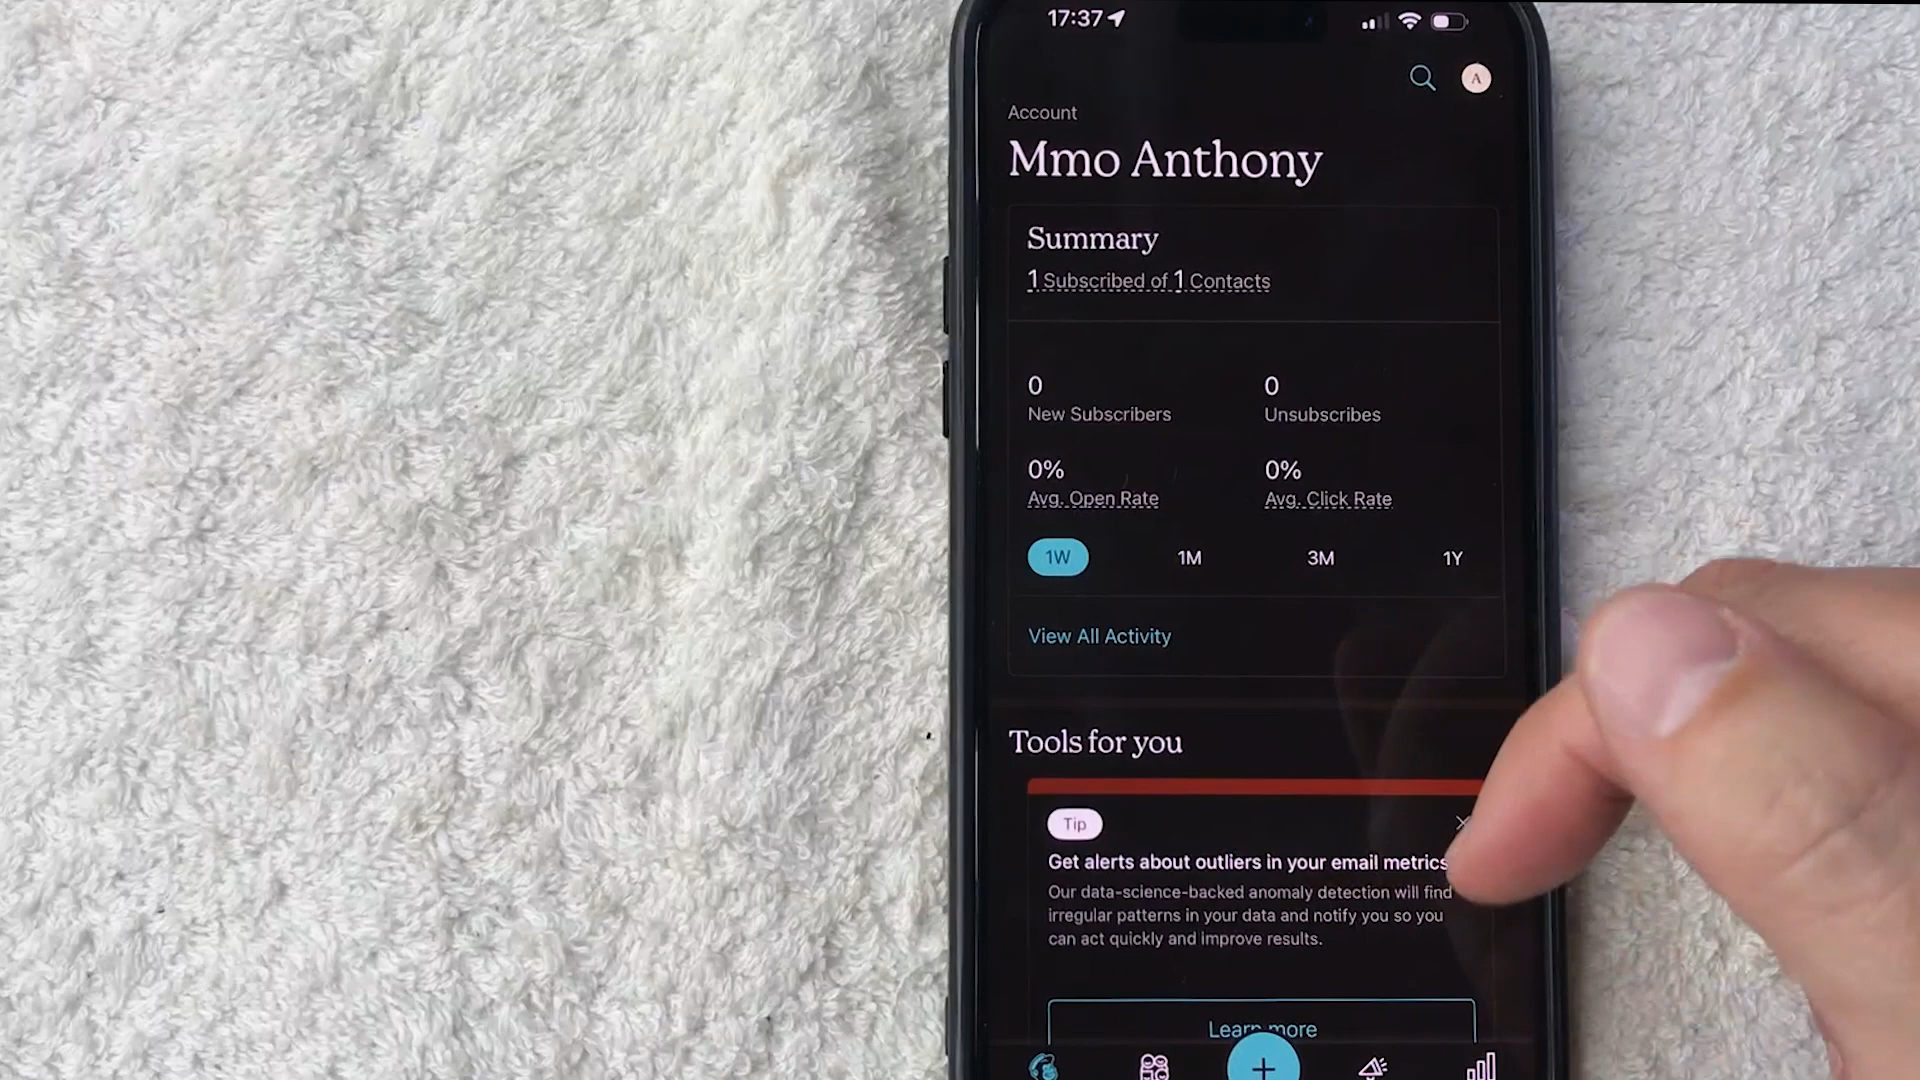 17:37
A
Account
Mmo Anthony
Summary
1 Subscribed of 1 Contacts
0
New Subscribers
0
Unsubscribes
0%
Avg. Open Rate
0%
Avg. Click Rate
1W 1M 3M 1Y
View All Activity
Tools for you
Tip
Get alerts about outliers in your email metrics
Our data-science-backed anomaly detection will find
irregular patterns in your data and notify you so you
can act quickly and improve results.
Learn more